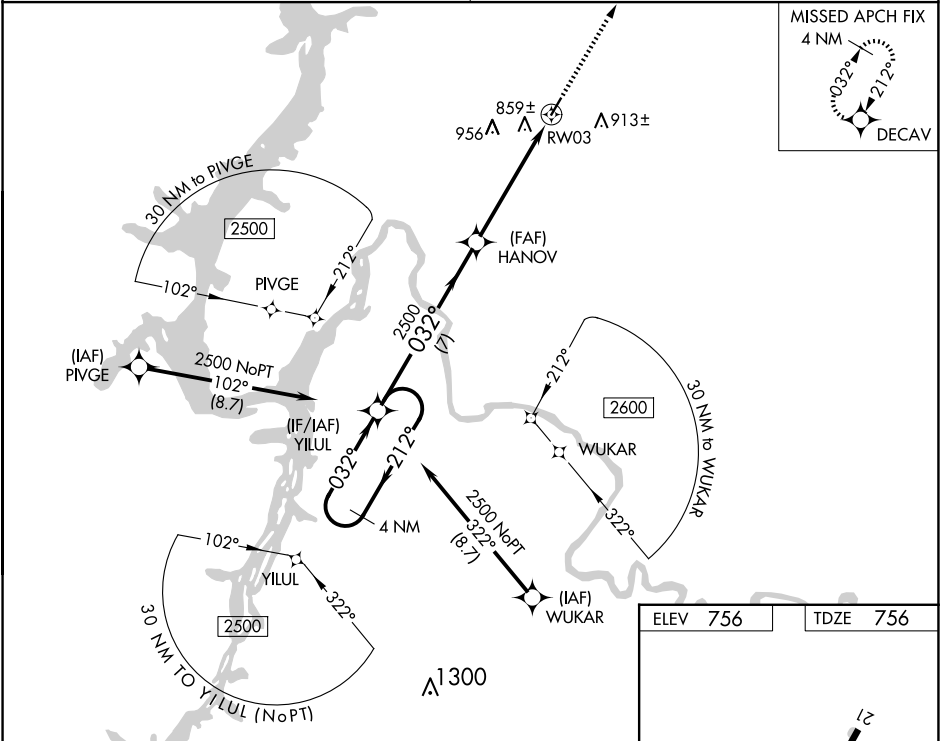 MISSED APCH FIX
4 NM
032°
212°
DECAV
859±
956
913±
RW03
30 NM to PIVGE
2500
212°
102°
PIVGE
(FAF)
HANOV
2500
032°
(7)
(IAF)
PIVGE
2500 NoPT
102°
(8.7)
(IF/IAF)
YILUL
032°
212°
4 NM
212°
2600
WUKAR
322°
30 NM to WUKAR
2500 NoPT
322°
(8.7)
(IAF)
WUKAR
102°
YILUL
322°
2500
30 NM TO YILUL (NoPT)
1300
ELEV 756
TDZE 756
21